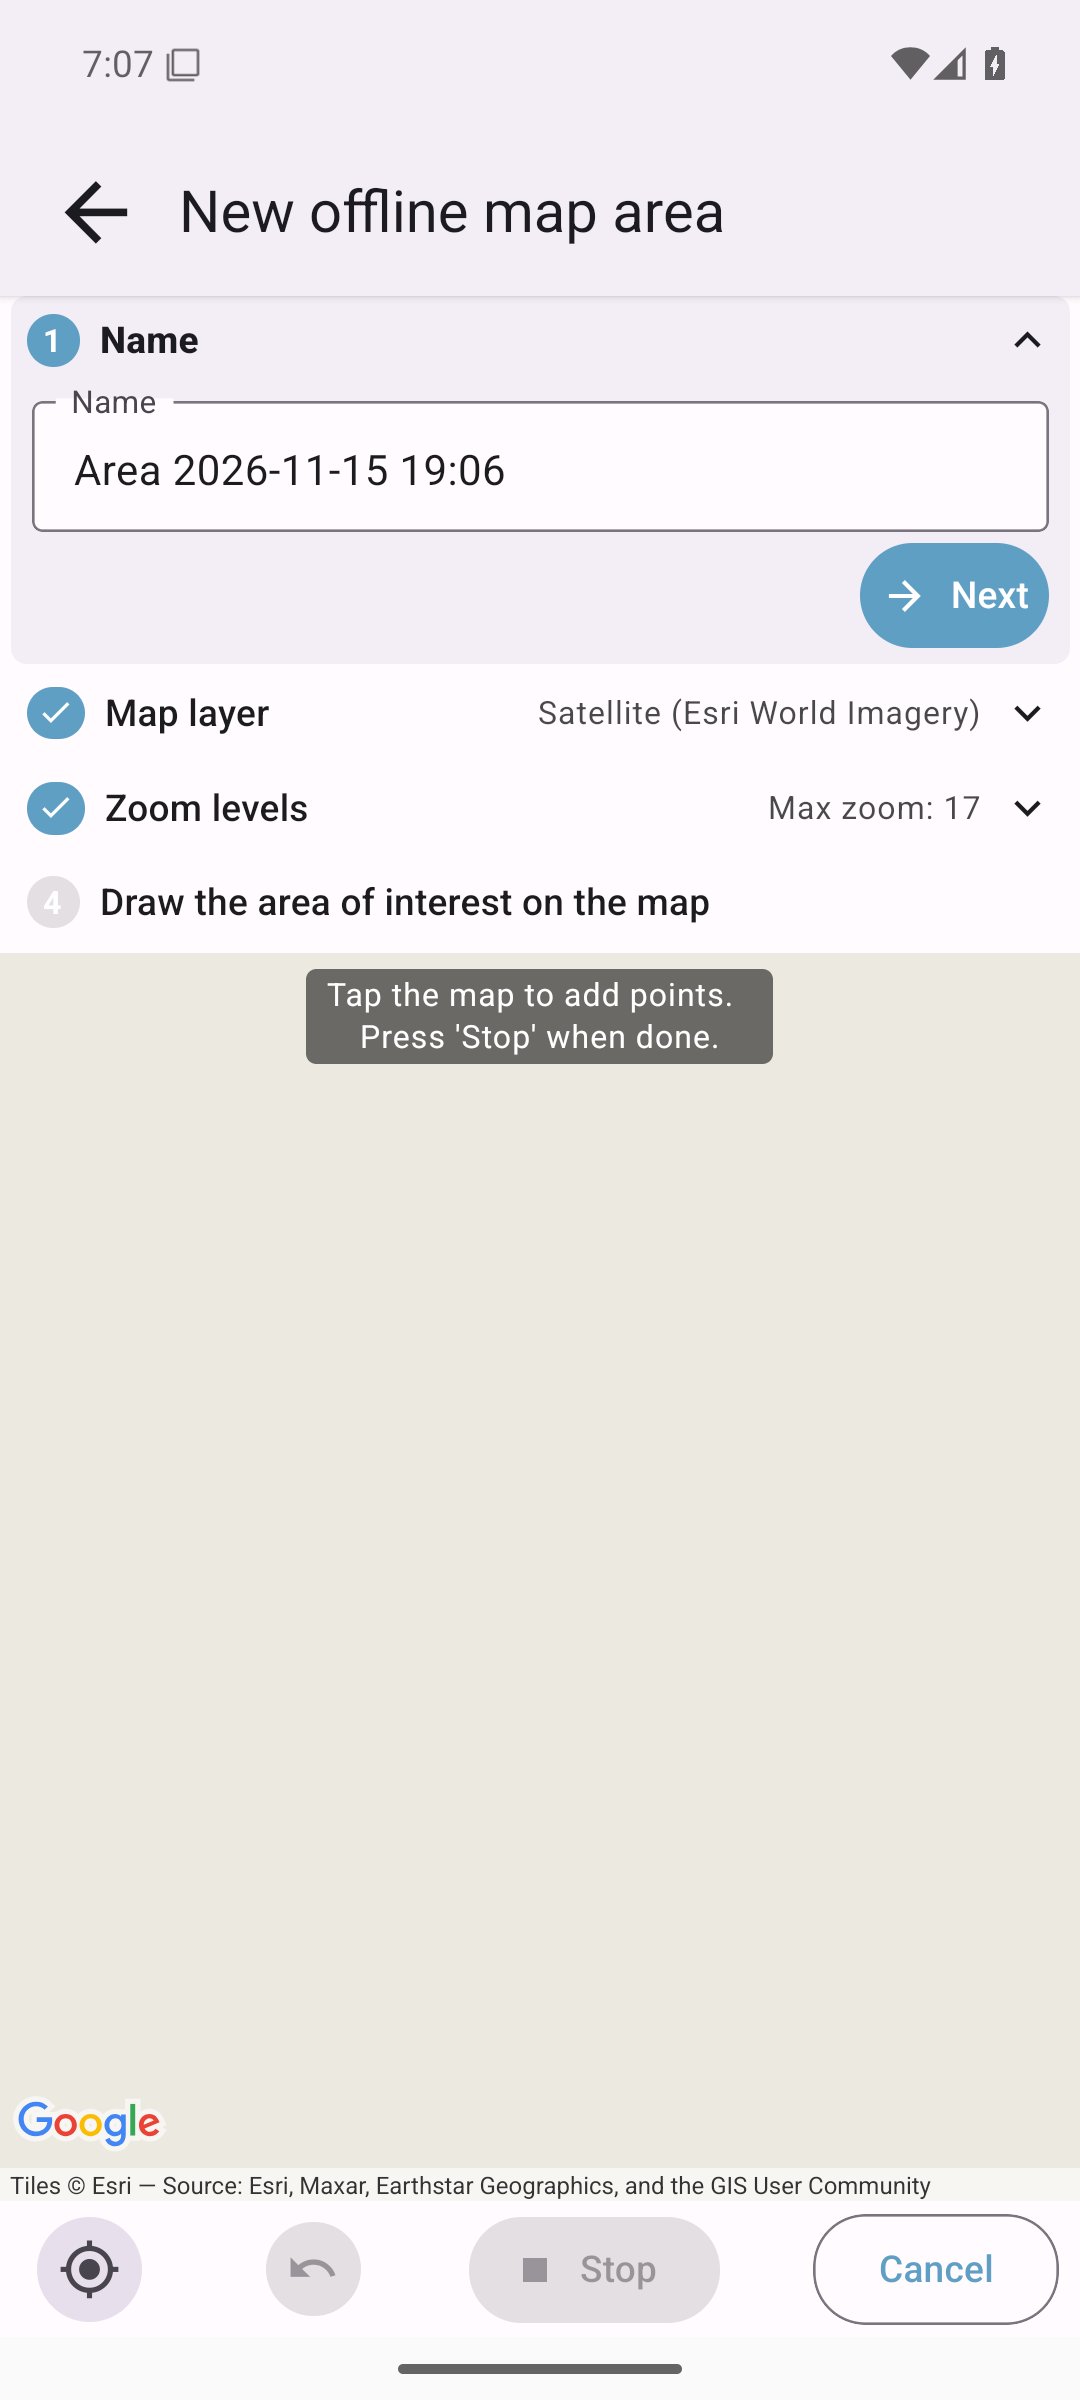 7:07
New offline map area
1 Name
Name
Area 2026-11-15 19:06
Next
Map layer Satellite (Esri World Imagery)
Zoom levels Max zoom: 17
4 Draw the area of interest on the map
Tap the map to add points.
Press 'Stop' when done.
Google
Tiles © Esri — Source: Esri, Maxar, Earthstar Geographics, and the GIS User Community
Stop Cancel